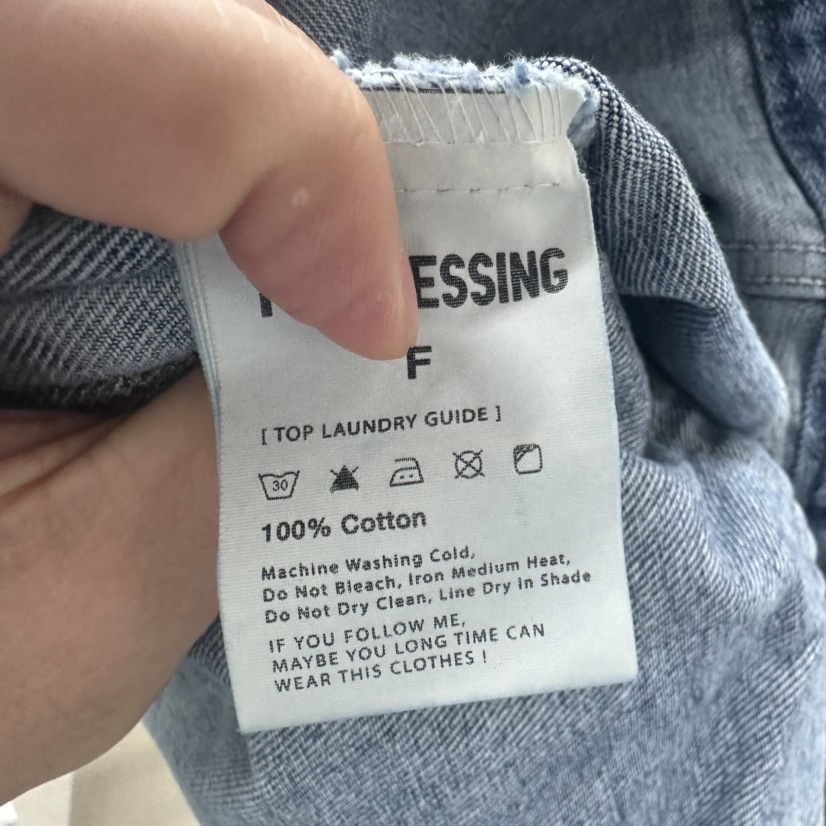 ESSING
F
[ TOP LAUNDRY GUIDE ]
30
100% Cotton
Machine Washing Cold,
Do Not Bleach, Iron Medium Heat,
Do Not Dry Clean, Line Dry in Shade
IF YOU FOLLOW ME,
MAYBE YOU LONG TIME CAN
WEAR THIS CLOTHES !